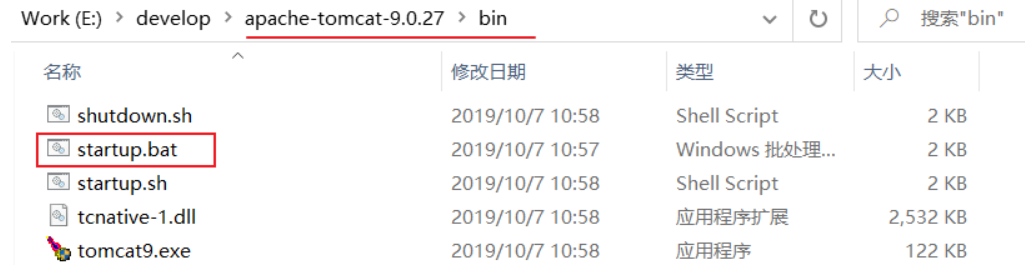 Work (E:) > develop > apache-tomcat-9.0.27 > bin 搜索"bin"
名称 修改日期 类型 大小
shutdown.sh 2019/10/7 10:58 Shell Script 2 KB
startup.bat 2019/10/7 10:57 Windows 批处理... 2 KB
startup.sh 2019/10/7 10:58 Shell Script 2 KB
tcnative-1.dll 2019/10/7 10:58 应用程序扩展 2,532 KB
tomcat9.exe 2019/10/7 10:58 应用程序 122 KB